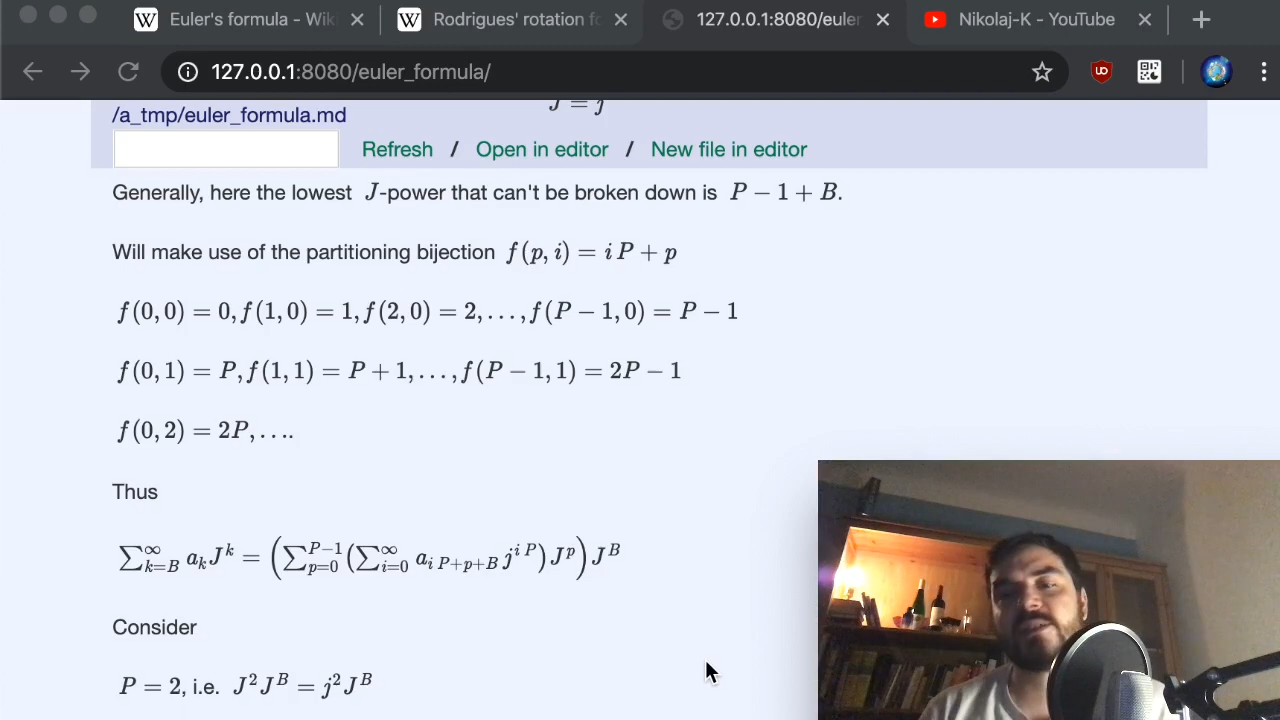 Euler's formula - Wiki
Rodrigues' rotation fo
127.0.0.1:8080/euler
Nikolaj-K - YouTube
127.0.0.1:8080/euler_formula/
/a_tmp/euler_formula.md
Refresh / Open in editor / New file in editor
Generally, here the lowest J-power that can't be broken down is P − 1 + B.
Will make use of the partitioning bijection f(p, i) = i P + p
f(0, 0) = 0, f(1, 0) = 1, f(2, 0) = 2, . . . , f(P − 1, 0) = P − 1
f(0, 1) = P, f(1, 1) = P + 1, . . . , f(P − 1, 1) = 2P − 1
f(0, 2) = 2P, . . . .
Thus
∑_{k=B}^{∞} a_k J^k = (∑_{p=0}^{P−1} (∑_{i=0}^{∞} a_{i P+p+B} j^{i P}) J^p) J^B
Consider
P = 2, i.e. J^2 J^B = j^2 J^B